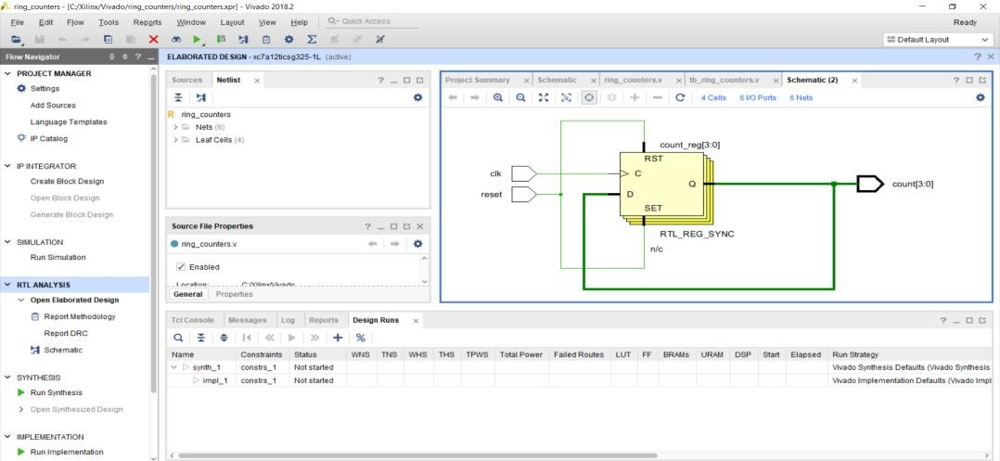 ring_counters - [C:/Xilinx/Vivado/ring_counters/ring_counters.xpr] - Vivado 2018.2
File Edit Flow Tools Reports Window Layout View Help Q- Quick Access Ready
Default Layout
Flow Navigator
PROJECT MANAGER
Settings
Add Sources
Language Templates
IP Catalog
IP INTEGRATOR
Create Block Design
Open Block Design
Generate Block Design
SIMULATION
Run Simulation
RTL ANALYSIS
Open Elaborated Design
Report Methodology
Report DRC
Schematic
SYNTHESIS
Run Synthesis
Open Synthesized Design
IMPLEMENTATION
Run Implementation
ELABORATED DESIGN - xc7a12ticsg325-1L (active)
Sources Netlist
ring_counters
Nets (6)
Leaf Cells (4)
Source File Properties
ring_counters.v
Enabled
Location: C:/Xilinx/Vivado
General Properties
Project Summary Schematic ring_counters.v tb_ring_counters.v Schematic (2)
4 Cells 6 I/O Ports 6 Nets
count_reg[3:0]
RST
clk
C
Q
count[3:0]
reset
D
SET
RTL_REG_SYNC
n/c
Tcl Console Messages Log Reports Design Runs
Name Constraints Status WNS TNS WHS THS TPWS Total Power Failed Routes LUT FF BRAMs URAM DSP Start Elapsed Run Strategy
synth_1 constrs_1 Not started Vivado Synthesis Defaults (Vivado Synthesis
impl_1 constrs_1 Not started Vivado Implementation Defaults (Vivado Impl